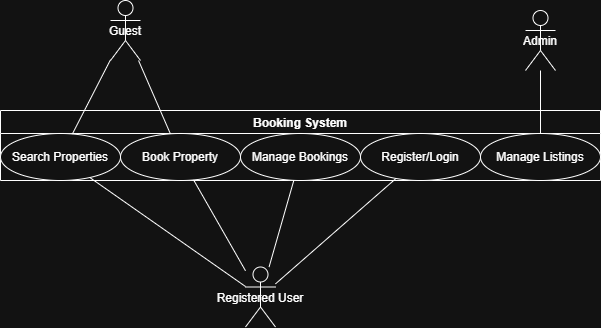 Guest
Admin
Booking System
Search Properties
Book Property
Manage Bookings
Register/Login
Manage Listings
Registered User